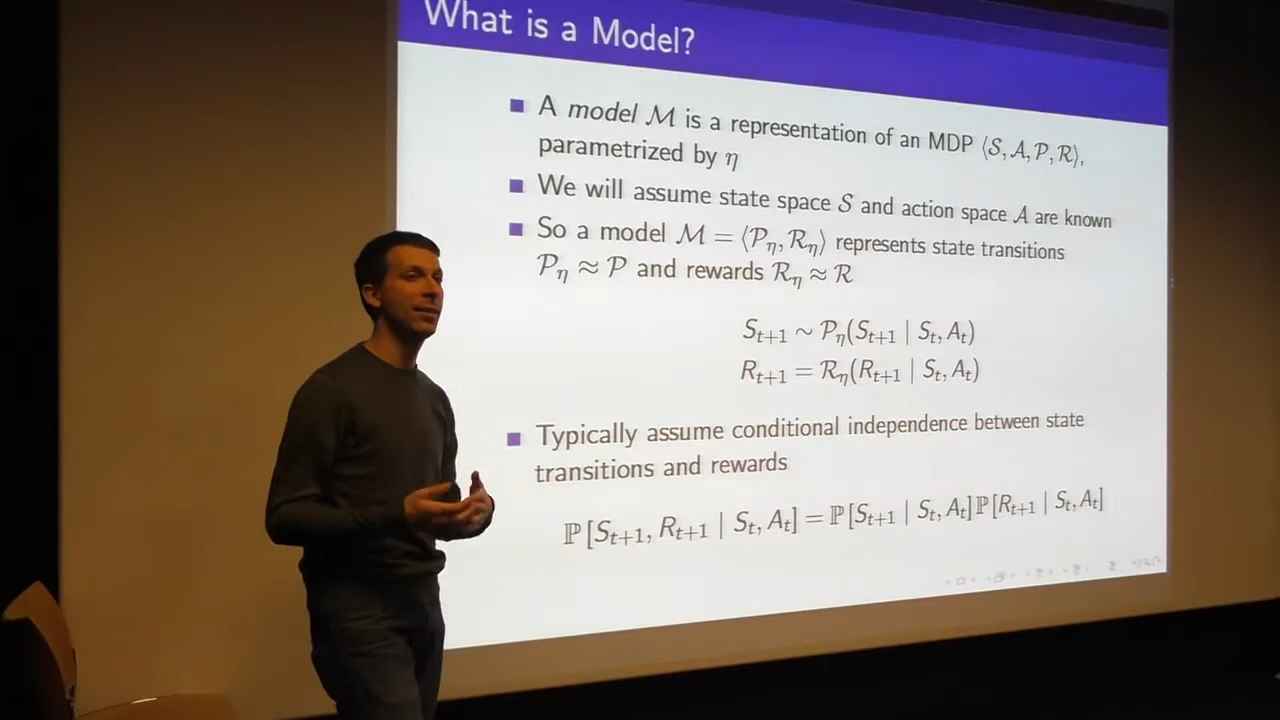 What is a Model?
A model ℳ is a representation of an MDP ⟨𝒮, 𝒜, 𝒫, ℛ⟩,
parametrized by η
We will assume state space 𝒮 and action space 𝒜 are known
So a model ℳ = ⟨𝒫_η, ℛ_η⟩ represents state transitions
𝒫_η ≈ 𝒫 and rewards ℛ_η ≈ ℛ
S_{t+1} ∼ 𝒫_η(S_{t+1} | S_t, A_t)
R_{t+1} = ℛ_η(R_{t+1} | S_t, A_t)
Typically assume conditional independence between state
transitions and rewards
ℙ[S_{t+1}, R_{t+1} | S_t, A_t] = ℙ[S_{t+1} | S_t, A_t]ℙ[R_{t+1} | S_t, A_t]